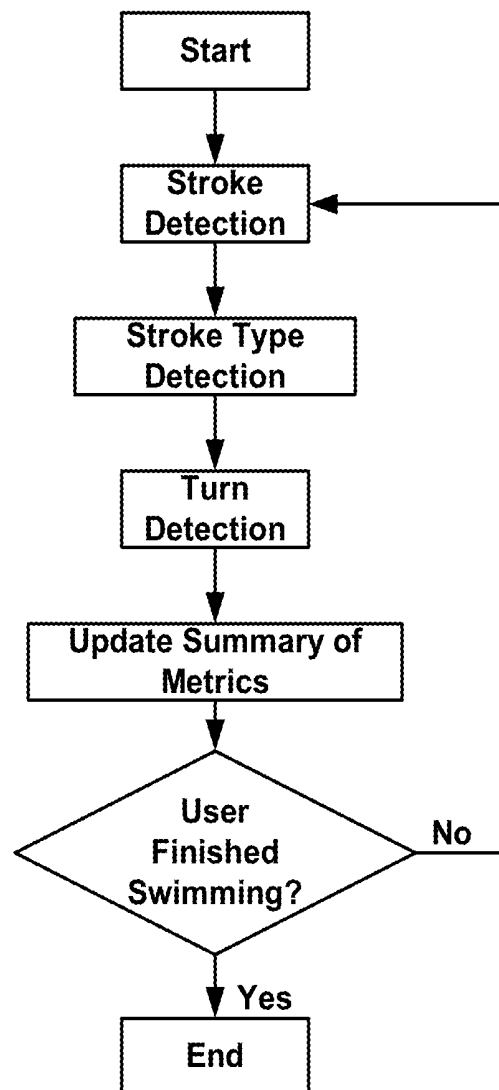 Start
Stroke
Detection
Stroke Type
Detection
Turn
Detection
Update Summary of
Metrics
User
Finished
Swimming?
No
Yes
End